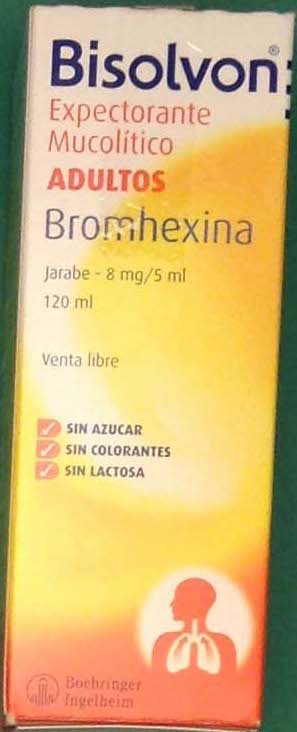 Bisolvon®
Expectorante
Mucolítico
ADULTOS
Bromhexina
Jarabe - 8 mg/5 ml
120 ml
Venta libre
SIN AZUCAR
SIN COLORANTES
SIN LACTOSA
Boehringer
Ingelheim